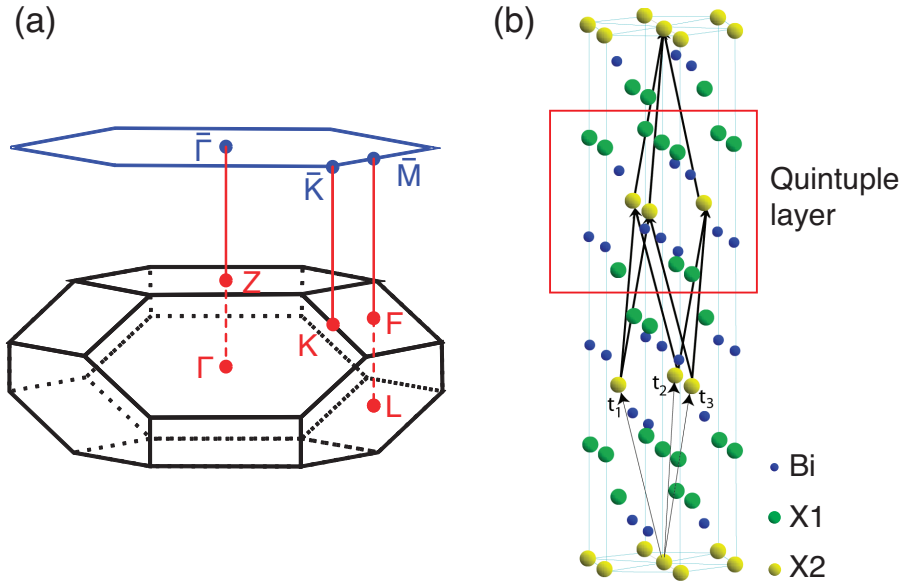 (a)
Γ̄
K̄
M̄
Z
K
F
Γ
L
(b)
Quintuple
layer
t1
t2
t3
Bi
X1
X2